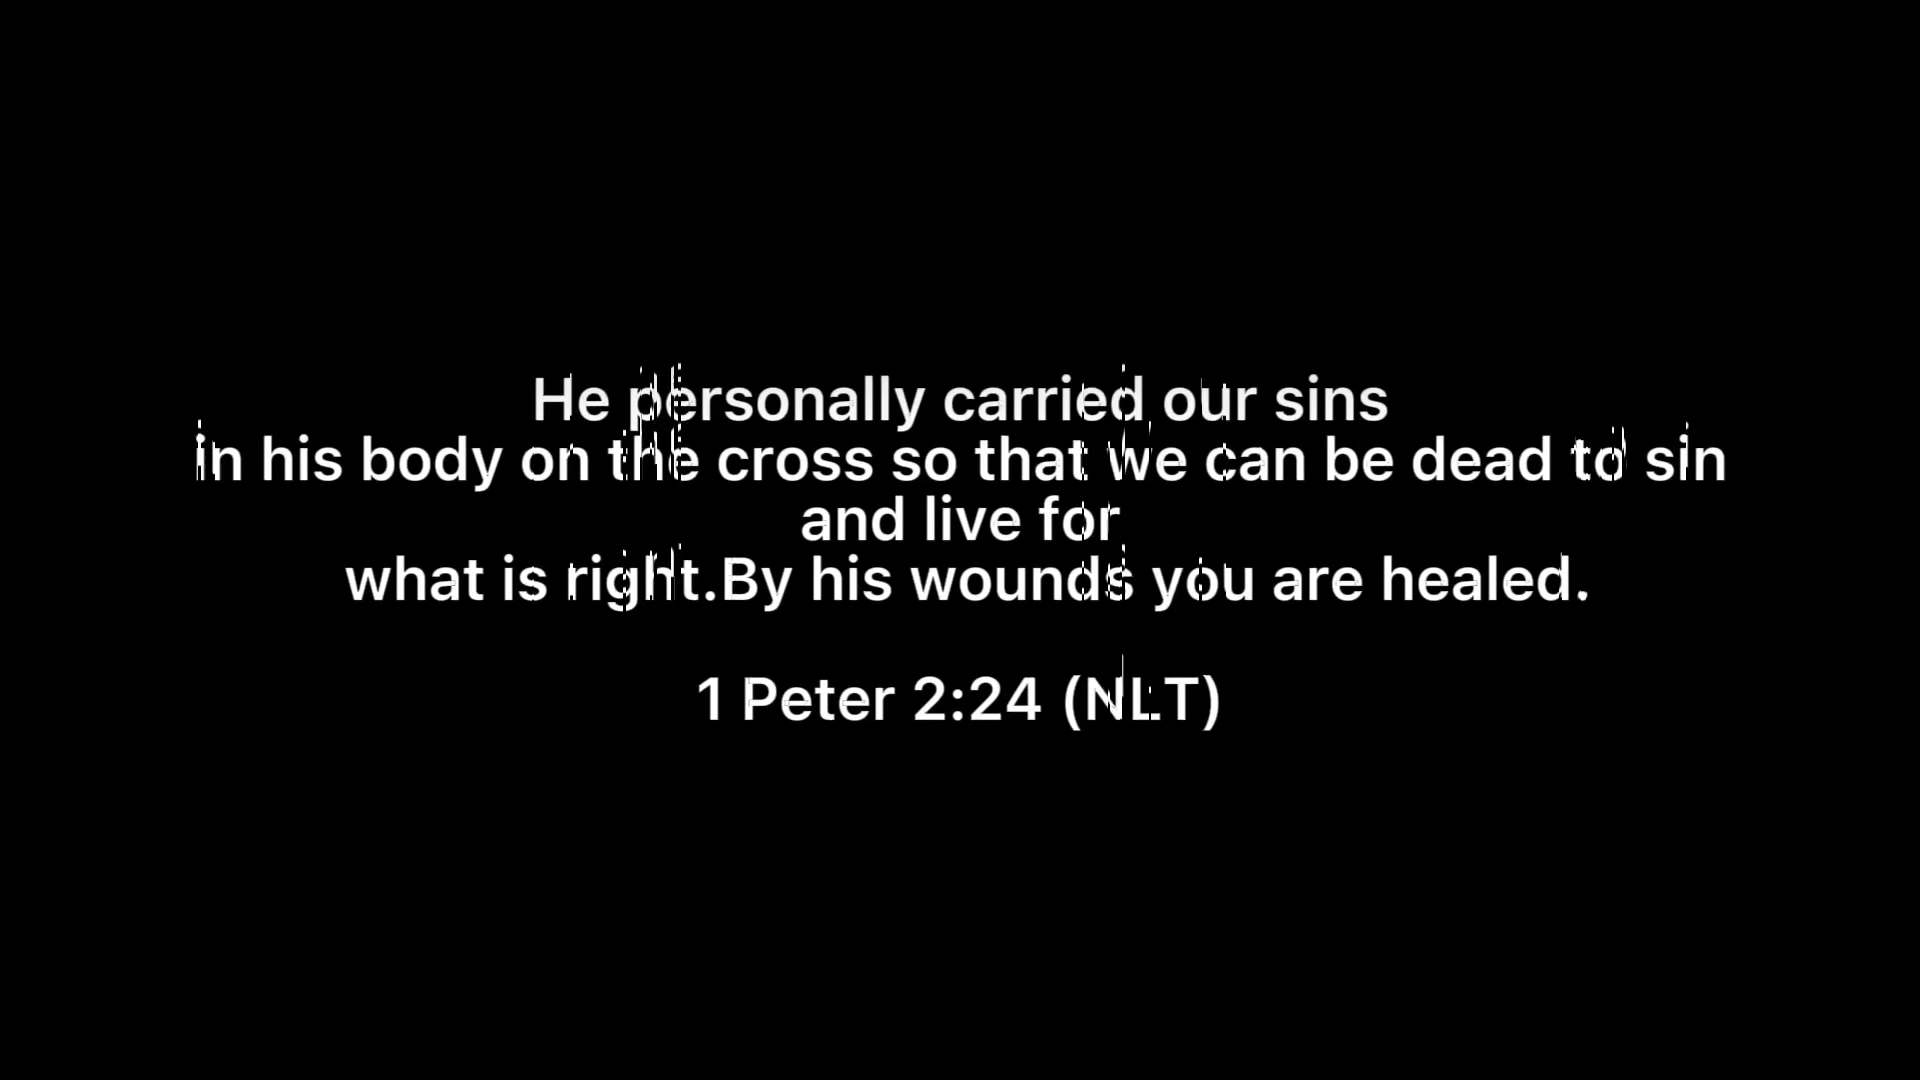 He personally carried our sins
in his body on the cross so that we can be dead to sin
and live for
what is right.By his wounds you are healed.
1 Peter 2:24 (NLT)